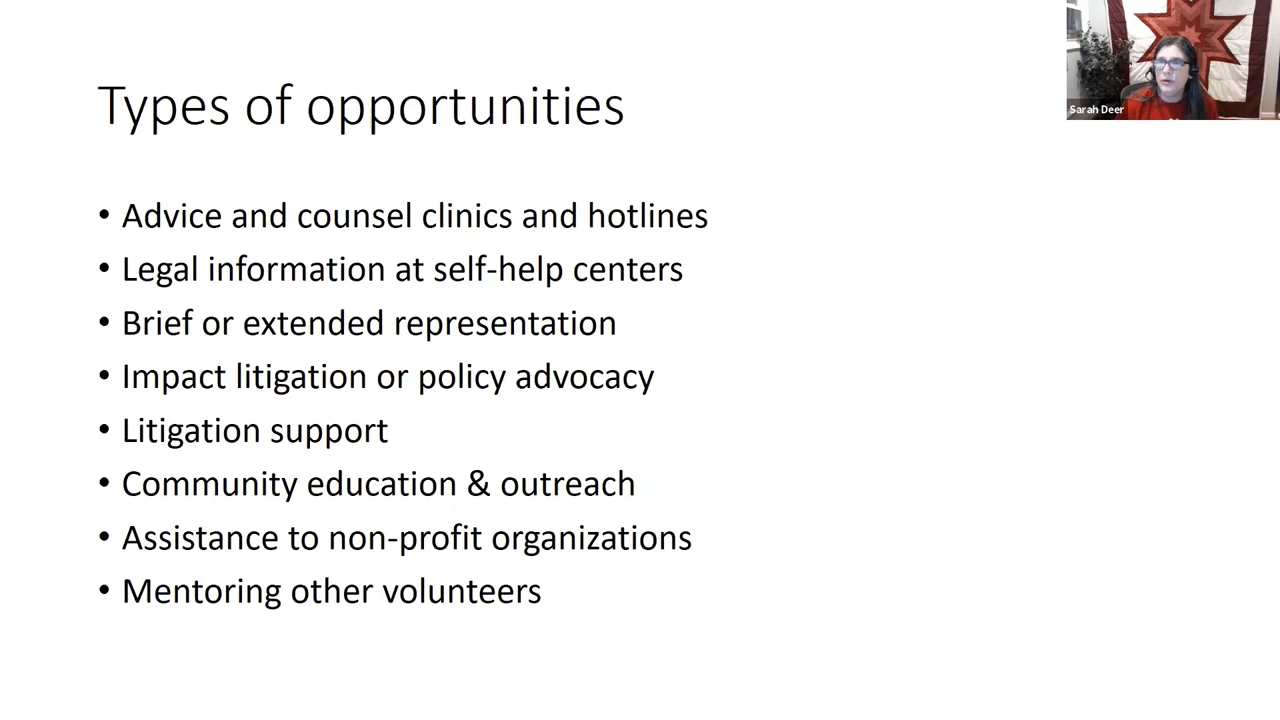 Types of opportunities
Sarah Deer
• Advice and counsel clinics and hotlines
• Legal information at self-help centers
• Brief or extended representation
• Impact litigation or policy advocacy
• Litigation support
• Community education & outreach
• Assistance to non-profit organizations
• Mentoring other volunteers